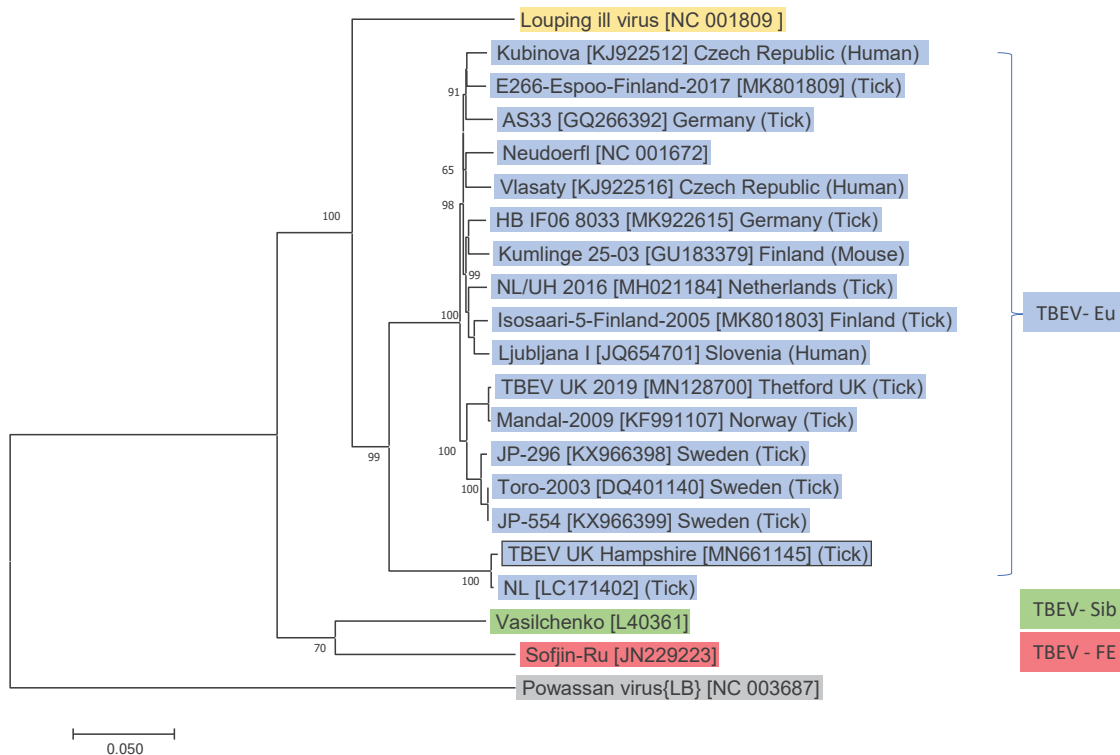 Louping ill virus [NC 001809 ]
Kubinova [KJ922512] Czech Republic (Human)
91
E266-Espoo-Finland-2017 [MK801809] (Tick)
AS33 [GQ266392] Germany (Tick)
Neudoerfl [NC 001672]
65
Vlasaty [KJ922516] Czech Republic (Human)
98
100
HB IF06 8033 [MK922615] Germany (Tick)
Kumlinge 25-03 [GU183379] Finland (Mouse)
99
NL/UH 2016 [MH021184] Netherlands (Tick)
TBEV- Eu
100
Isosaari-5-Finland-2005 [MK801803] Finland (Tick)
Ljubljana I [JQ654701] Slovenia (Human)
TBEV UK 2019 [MN128700] Thetford UK (Tick)
Mandal-2009 [KF991107] Norway (Tick)
100
99
JP-296 [KX966398] Sweden (Tick)
100
Toro-2003 [DQ401140] Sweden (Tick)
JP-554 [KX966399] Sweden (Tick)
TBEV UK Hampshire [MN661145] (Tick)
100
NL [LC171402] (Tick)
TBEV- Sib
Vasilchenko [L40361]
70
Sofjin-Ru [JN229223]
TBEV - FE
Powassan virus{LB} [NC 003687]
0.050